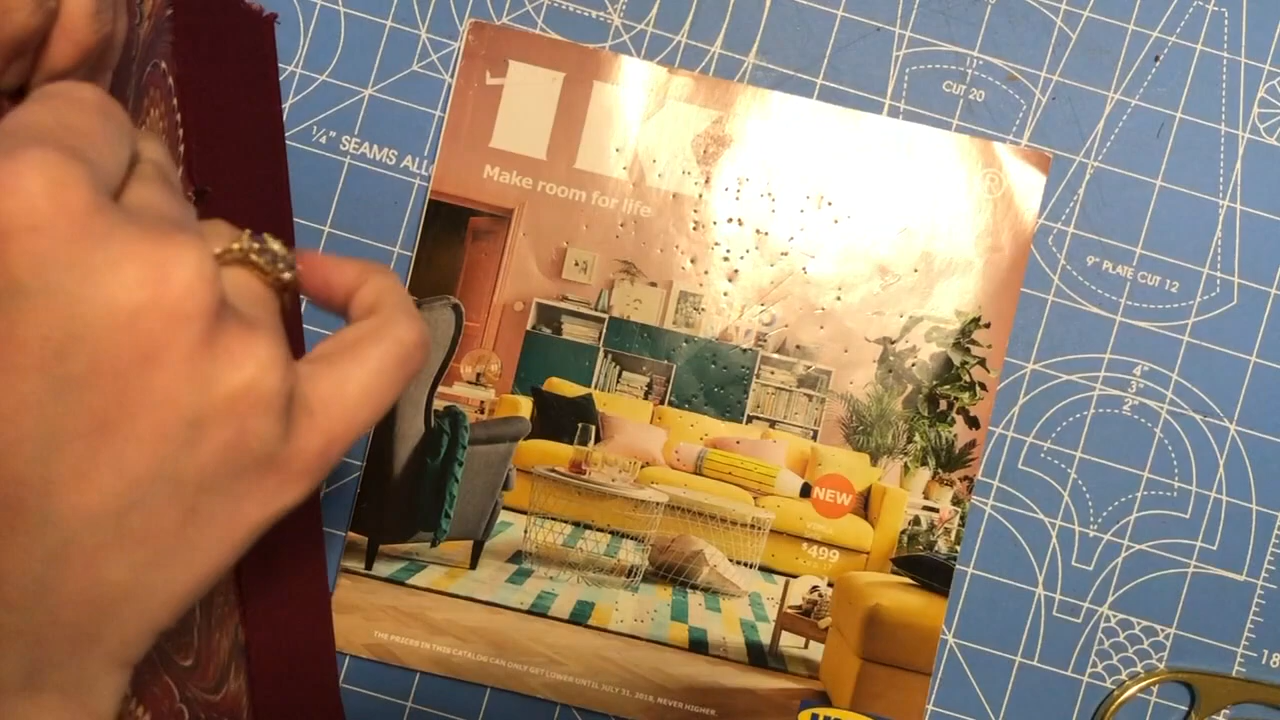 CUT 20
¼" SEAMS ALL
Make room for life
®
9" PLATE CUT 12
4"
3"
2"
NEW
$499
THE PRICES IN THIS CATALOG CAN ONLY GET LOWER UNTIL JULY 31, 2018, NEVER HIGHER.
18